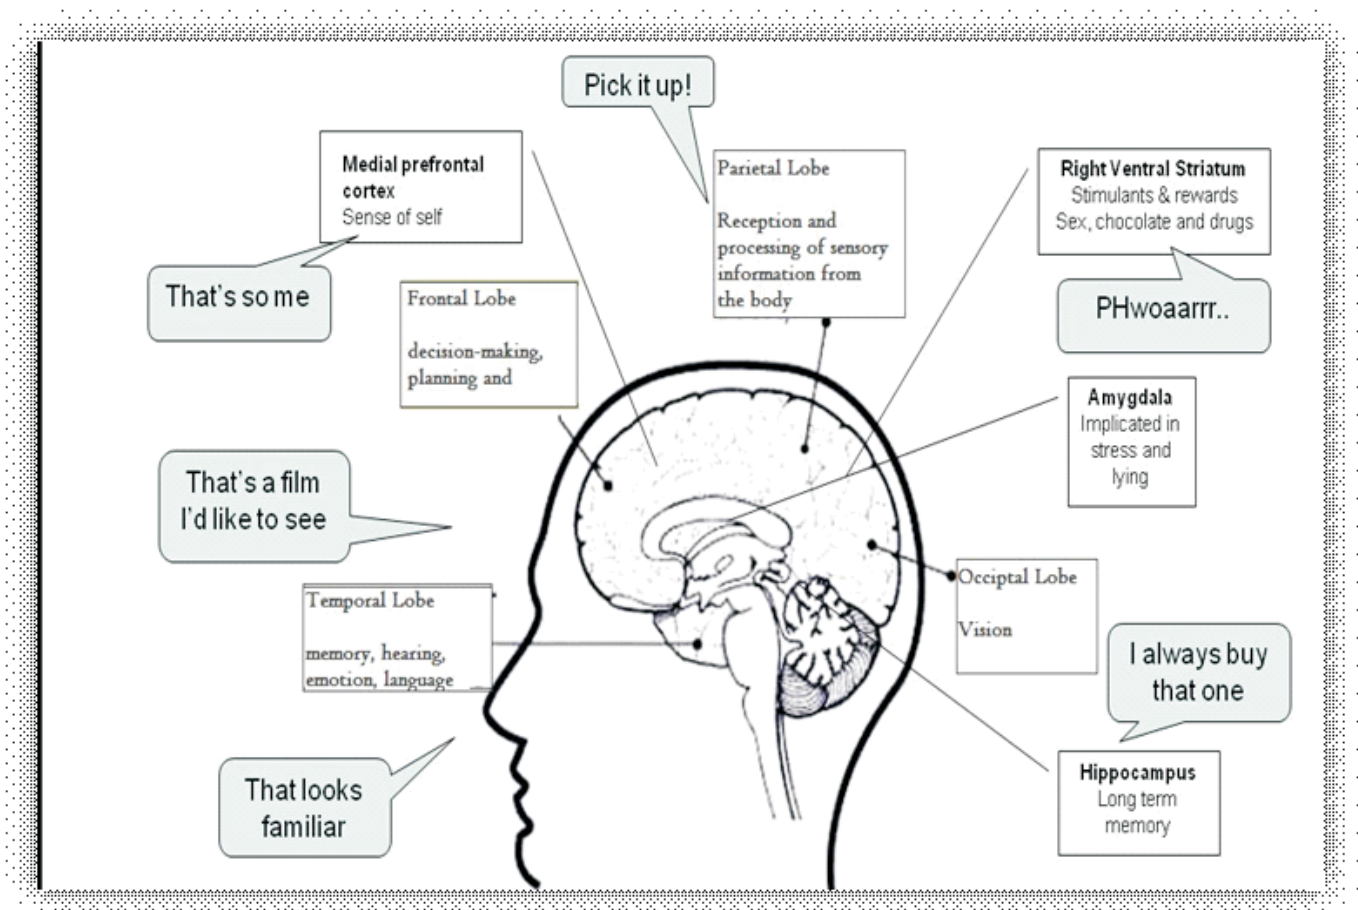 Pick it up!
Medial prefrontal
cortex
Sense of self
That's so me
Parietal Lobe
Reception and
processing of sensory
information from
the body
Right Ventral Striatum
Stimulants & rewards
Sex, chocolate and drugs
PHwoaarrr..
Frontal Lobe
decision-making,
planning and
Amygdala
Implicated in
stress and
lying
That's a film
I'd like to see
Temporal Lobe
memory, hearing,
emotion, language
Occiptal Lobe
Vision
I always buy
that one
That looks
familiar
Hippocampus
Long term
memory